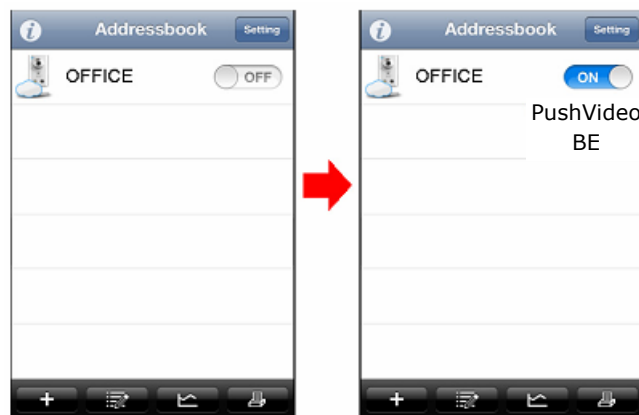 Addressbook Setting
OFFICE OFF
Addressbook Setting
OFFICE ON
PushVideo
BE